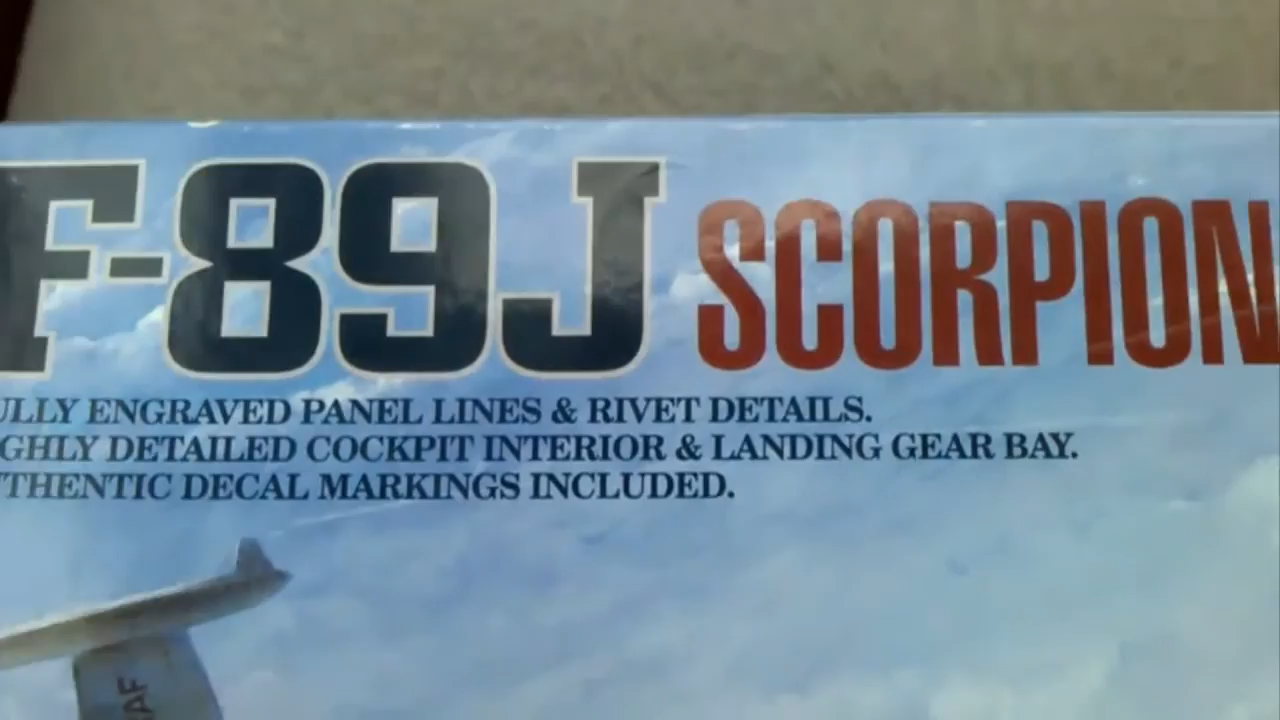 F-89J SCORPION
ULLY ENGRAVED PANEL LINES & RIVET DETAILS.
GHLY DETAILED COCKPIT INTERIOR & LANDING GEAR BAY.
THENTIC DECAL MARKINGS INCLUDED.
AF